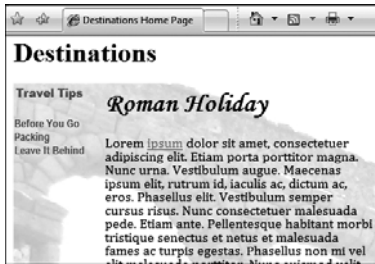 Destinations Home Page
Destinations
Travel Tips
Before You Go
Packing
Leave It Behind
Roman Holiday
Lorem ipsum dolor sit amet, consectetuer
adipiscing elit. Etiam porta porttitor magna.
Nunc urna. Vestibulum augue. Maecenas
ipsum elit, rutrum id, iaculis ac, dictum ac,
eros. Phasellus elit. Vestibulum semper
cursus risus. Nunc consectetuer malesuada
pede. Etiam ante. Pellentesque habitant morbi
tristique senectus et netus et malesuada
fames ac turpis egestas. Phasellus non mi vel